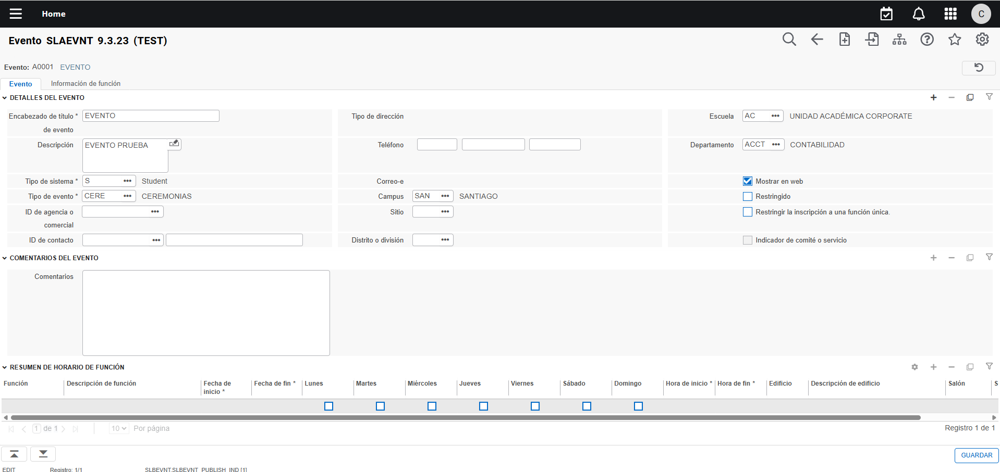 Home
C
Evento SLAEVNT 9.3.23 (TEST)
Evento: A0001 EVENTO
Evento Información de función
DETALLES DEL EVENTO
Encabezado de título * EVENTO Tipo de dirección Escuela AC ••• UNIDAD ACADÉMICA CORPORATE
de evento
Descripción EVENTO PRUEBA Teléfono Departamento ACCT ••• CONTABILIDAD
Tipo de sistema * S ••• Student Correo-e Mostrar en web
Tipo de evento * CERE ••• CEREMONIAS Campus SAN ••• SANTIAGO Restringido
ID de agencia o ••• Sitio ••• Restringir la inscripción a una función única.
comercial
ID de contacto ••• Distrito o división ••• Indicador de comité o servicio
COMENTARIOS DEL EVENTO
Comentarios
RESUMEN DE HORARIO DE FUNCIÓN
Función Descripción de función Fecha de Fecha de fin * Lunes Martes Miércoles Jueves Viernes Sábado Domingo Hora de inicio * Hora de fin * Edificio Descripción de edificio Salón S
inicio *
1 de 1 10 Por página Registro 1 de 1
GUARDAR
EDIT Registro: 1/1 SLBEVNT.SLBEVNT_PUBLISH_IND [1]